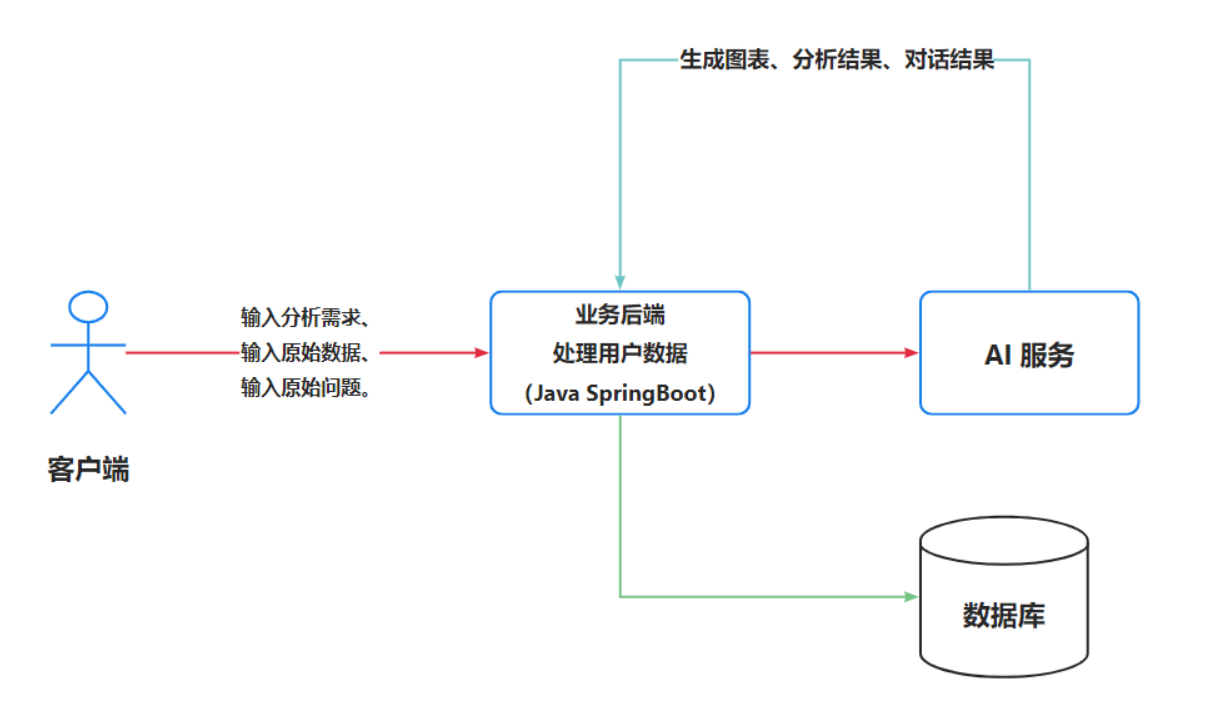 生成图表、分析结果、对话结果
输入分析需求、
输入原始数据、
输入原始问题。
业务后端
处理用户数据
（Java SpringBoot）
AI 服务
客户端
数据库